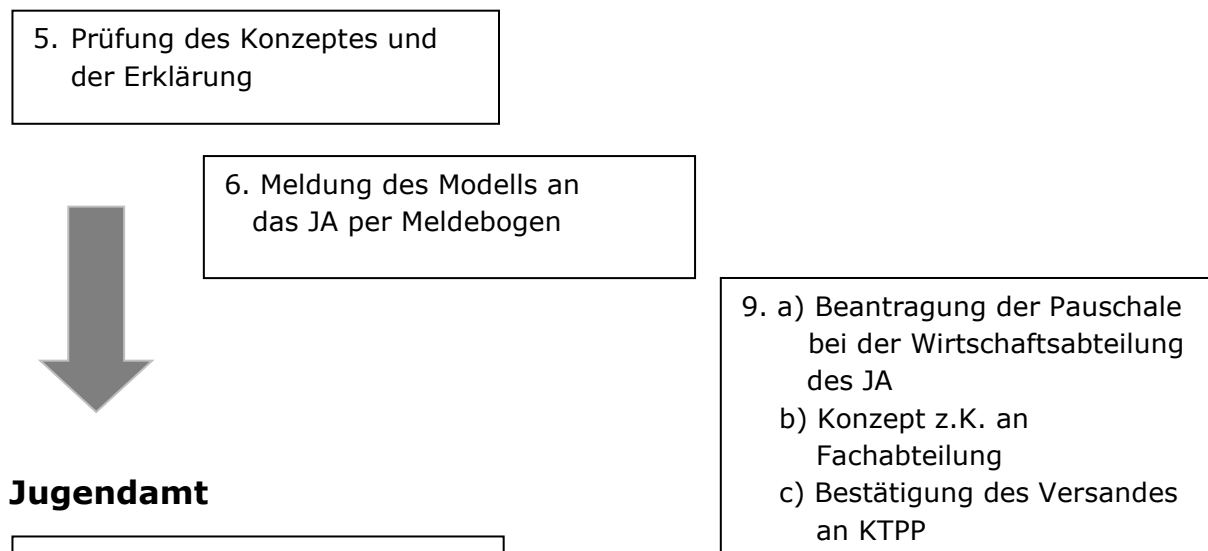 5. Prüfung des Konzeptes und
der Erklärung
6. Meldung des Modells an
das JA per Meldebogen
9. a) Beantragung der Pauschale
bei der Wirtschaftsabteilung
des JA
b) Konzept z.K. an
Fachabteilung
c) Bestätigung des Versandes
an KTPP
Jugendamt